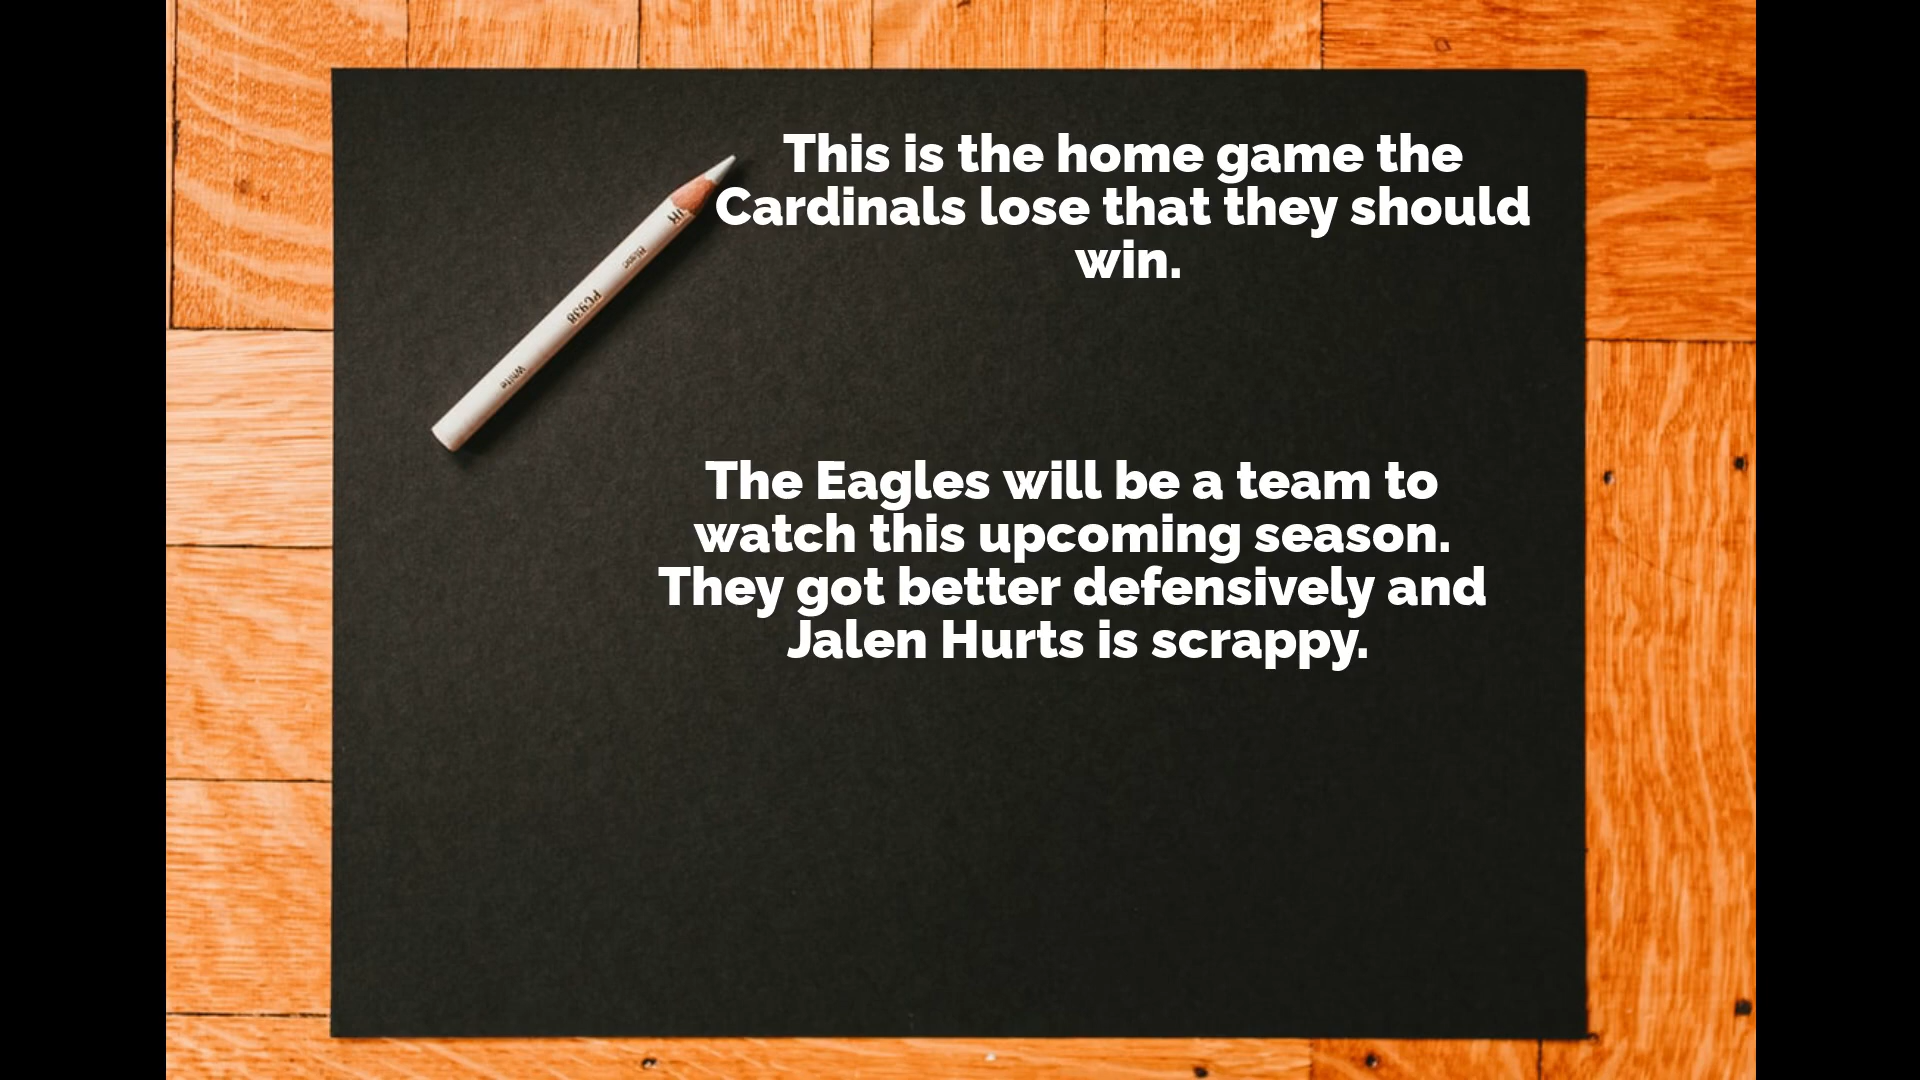 This is the home game the
Cardinals lose that they should
win.
PC938
White
The Eagles will be a team to
watch this upcoming season.
They got better defensively and
Jalen Hurts is scrappy.